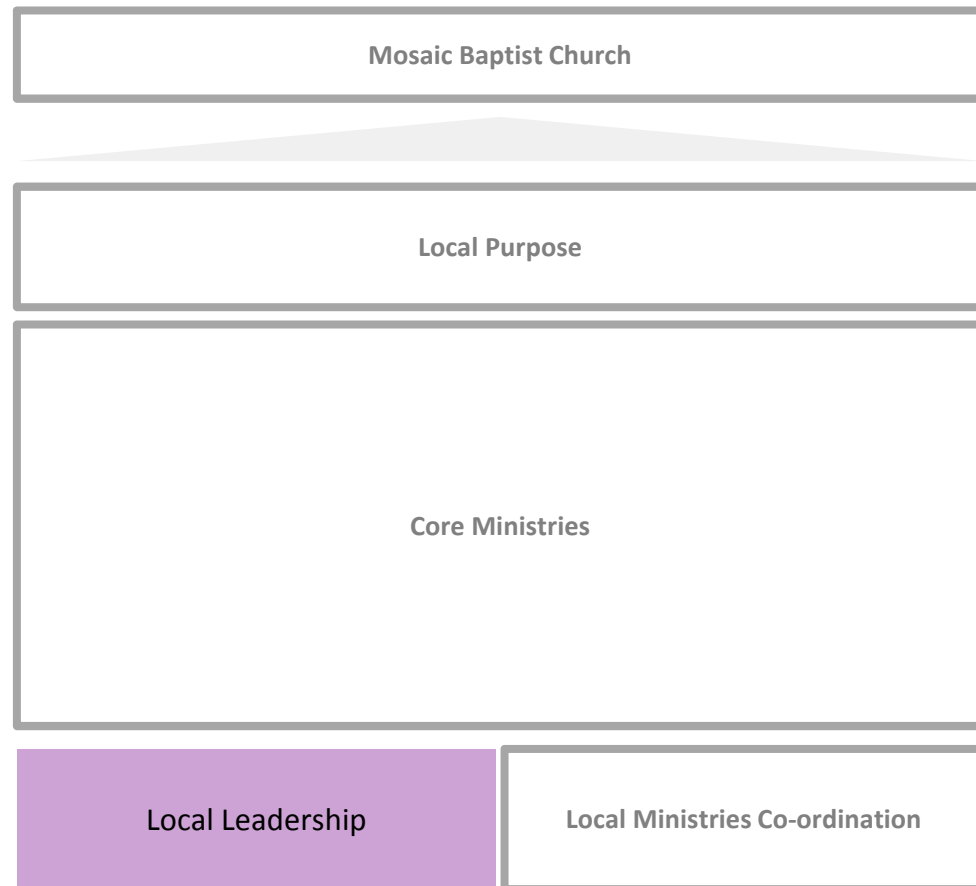 Mosaic Baptist Church
Local Purpose
Core Ministries
Local Leadership
Local Ministries Co-ordination